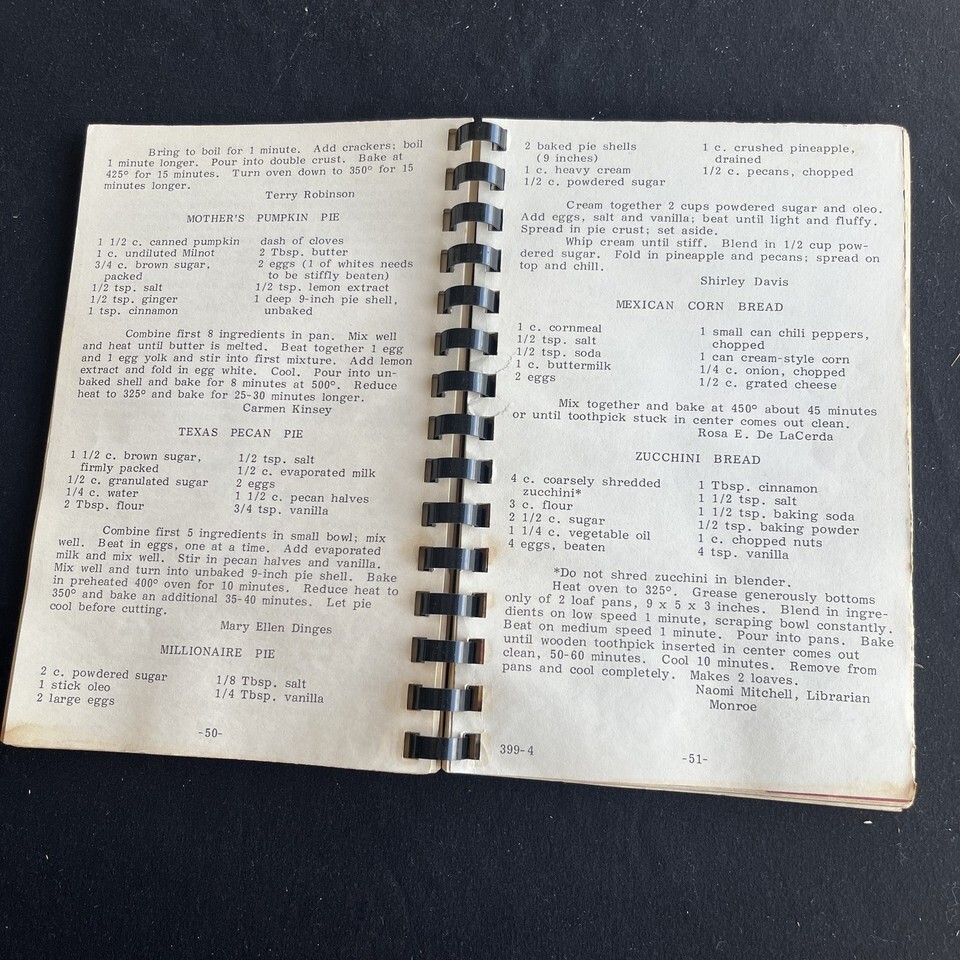 Bring to boil for 1 minute. Add crackers; boil
1 minute longer. Pour into double crust. Bake at
425° for 15 minutes. Turn oven down to 350° for 15
minutes longer.
Terry Robinson
MOTHER'S PUMPKIN PIE
1 1/2 c. canned pumpkin
1 c. undiluted Milnot
3/4 c. brown sugar,
packed
1/2 tsp. salt
1/2 tsp. ginger
1 tsp. cinnamon
dash of cloves
2 Tbsp. butter
2 eggs (1 of whites needs
to be stiffly beaten)
1/2 tsp. lemon extract
1 deep 9-inch pie shell,
unbaked
Combine first 8 ingredients in pan. Mix well
and heat until butter is melted. Beat together 1 egg
and 1 egg yolk and stir into first mixture. Add lemon
extract and fold in egg white. Cool. Pour into un-
baked shell and bake for 8 minutes at 500°. Reduce
heat to 325° and bake for 25-30 minutes longer.
Carmen Kinsey
TEXAS PECAN PIE
1 1/2 c. brown sugar,
firmly packed
1/2 c. granulated sugar
1/4 c. water
2 Tbsp. flour
1/2 tsp. salt
1/2 c. evaporated milk
2 eggs
1 1/2 c. pecan halves
3/4 tsp. vanilla
Combine first 5 ingredients in small bowl; mix
well. Beat in eggs, one at a time. Add evaporated
milk and mix well. Stir in pecan halves and vanilla.
Mix well and turn into unbaked 9-inch pie shell. Bake
in preheated 400° oven for 10 minutes. Reduce heat to
350° and bake an additional 35-40 minutes. Let pie
cool before cutting.
Mary Ellen Dinges
MILLIONAIRE PIE
2 c. powdered sugar
1 stick oleo
2 large eggs
1/8 Tbsp. salt
1/4 Tbsp. vanilla
-50-
2 baked pie shells
(9 inches)
1 c. heavy cream
1/2 c. powdered sugar
1 c. crushed pineapple,
drained
1/2 c. pecans, chopped
Cream together 2 cups powdered sugar and oleo.
Add eggs, salt and vanilla; beat until light and fluffy.
Spread in pie crust; set aside.
Whip cream until stiff. Blend in 1/2 cup pow-
dered sugar. Fold in pineapple and pecans; spread on
top and chill.
Shirley Davis
MEXICAN CORN BREAD
1 c. cornmeal
1/2 tsp. salt
1/2 tsp. soda
1 c. buttermilk
2 eggs
1 small can chili peppers,
chopped
1 can cream-style corn
1/4 c. onion, chopped
1/2 c. grated cheese
Mix together and bake at 450° about 45 minutes
or until toothpick stuck in center comes out clean.
Rosa E. De LaCerda
ZUCCHINI BREAD
4 c. coarsely shredded
zucchini*
3 c. flour
2 1/2 c. sugar
1 1/4 c. vegetable oil
4 eggs, beaten
1 Tbsp. cinnamon
1 1/2 tsp. salt
1 1/2 tsp. baking soda
1/2 tsp. baking powder
1 c. chopped nuts
4 tsp. vanilla
*Do not shred zucchini in blender.
Heat oven to 325°. Grease generously bottoms
only of 2 loaf pans, 9 x 5 x 3 inches. Blend in ingre-
dients on low speed 1 minute, scraping bowl constantly.
Beat on medium speed 1 minute. Pour into pans. Bake
until wooden toothpick inserted in center comes out
clean, 50-60 minutes. Cool 10 minutes. Remove from
pans and cool completely. Makes 2 loaves.
Naomi Mitchell, Librarian
Monroe
399-4
-51-